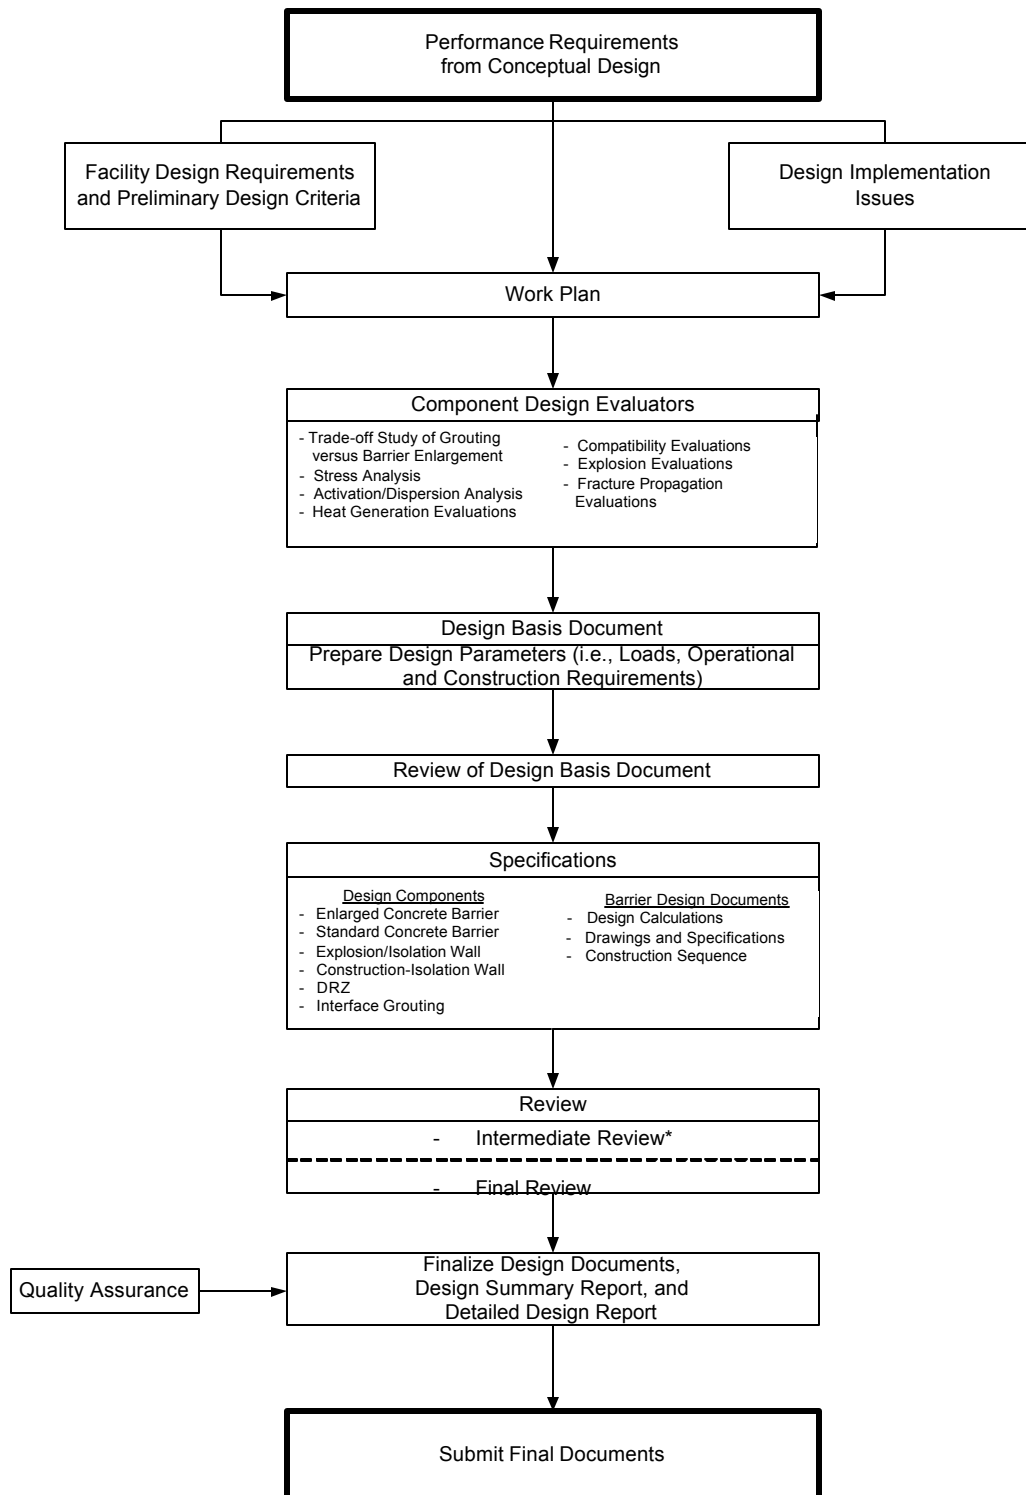 Performance Requirements
from Conceptual Design
Facility Design Requirements
and Preliminary Design Criteria
Design Implementation
Issues
Work Plan
Component Design Evaluators
- Trade-off Study of Grouting
versus Barrier Enlargement
- Stress Analysis
- Activation/Dispersion Analysis
- Heat Generation Evaluations
- Compatibility Evaluations
- Explosion Evaluations
- Fracture Propagation
Evaluations
Design Basis Document
Prepare Design Parameters (i.e., Loads, Operational
and Construction Requirements)
Review of Design Basis Document
Specifications
Design Components
- Enlarged Concrete Barrier
- Standard Concrete Barrier
- Explosion/Isolation Wall
- Construction-Isolation Wall
- DRZ
- Interface Grouting
Barrier Design Documents
- Design Calculations
- Drawings and Specifications
- Construction Sequence
Review
- Intermediate Review*
- Final Review
Quality Assurance
Finalize Design Documents,
Design Summary Report, and
Detailed Design Report
Submit Final Documents